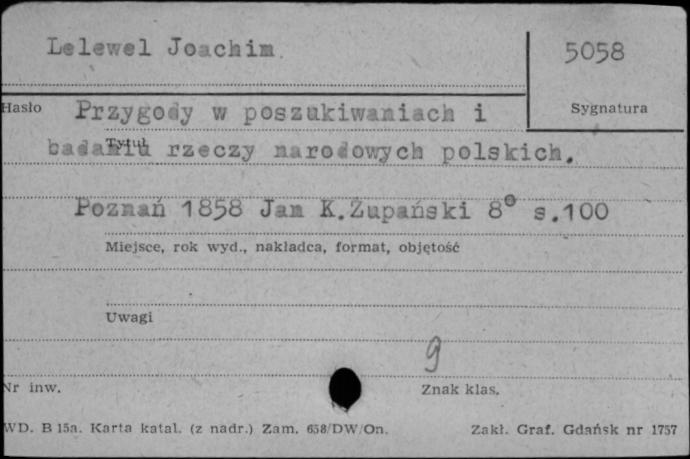 Lelewel Joachim.
5058
Hasło
Sygnatura
Przygody w poszukiwaniach i
Tytuł
badaniu rzeczy narodowych polskich.
Poznań 1858 Jan K.Żupański 8° s.100
Miejsce, rok wyd., nakładca, format, objętość
Uwagi
9
Nr inw.
Znak klas.
WD. B 15a. Karta katal. (z nadr.) Zam. 658/DW/On.
Zakł. Graf. Gdańsk nr 1757